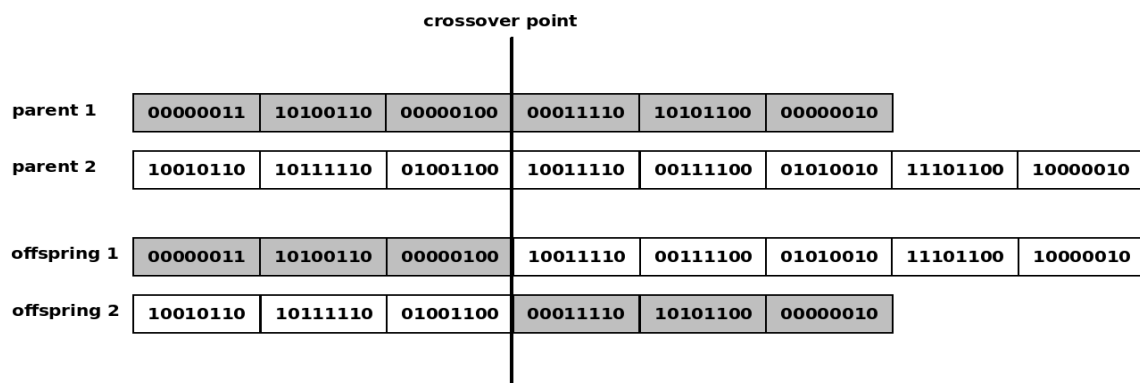 crossover point
parent 1 00000011 10100110 00000100 00011110 10101100 00000010
parent 2 10010110 10111110 01001100 10011110 00111100 01010010 11101100 10000010
offspring 1 00000011 10100110 00000100 10011110 00111100 01010010 11101100 10000010
offspring 2 10010110 10111110 01001100 00011110 10101100 00000010